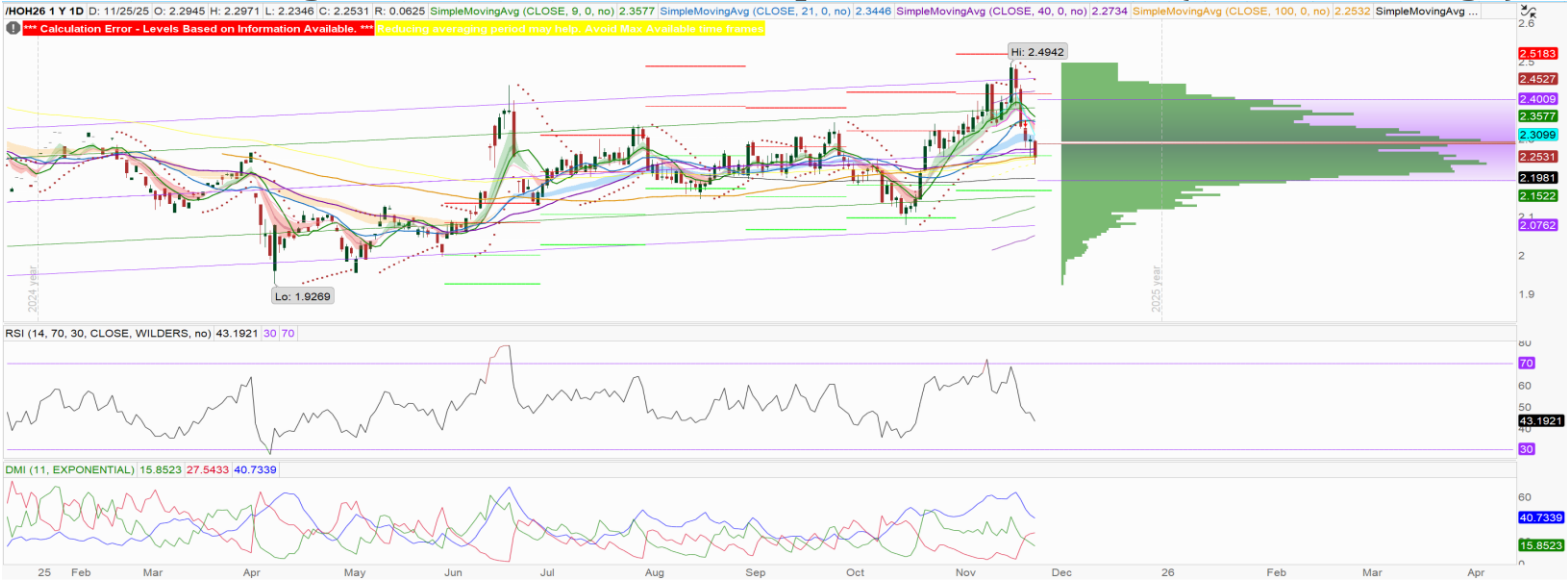 /HOH26 1 Y 1D D: 11/25/25 O: 2.2945 H: 2.2971 L: 2.2346 C: 2.2531 R: 0.0625 SimpleMovingAvg (CLOSE, 9, 0, no) 2.3577 SimpleMovingAvg (CLOSE, 21, 0, no) 2.3446 SimpleMovingAvg (CLOSE, 40, 0, no) 2.2734 SimpleMovingAvg (CLOSE, 100, 0, no) 2.2532 SimpleMovingAvg ...
*** Calculation Error - Levels Based on Information Available. *** Reducing averaging period may help. Avoid Max Available time frames
2.6
2.5183
2.5
Hi: 2.4942
2.4527
2.4009
2.3577
2.3099
2.2531
2.1981
2.1522
2.1
2.0762
2
1.9
Lo: 1.9269
2024 year
2025 year
RSI (14, 70, 30, CLOSE, WILDERS, no) 43.1921 30 70
80
70
60
50
43.1921
40
30
DMI (11, EXPONENTIAL) 15.8523 27.5433 40.7339
60
40.7339
15.8523
0
25 Feb Mar Apr May Jun Jul Aug Sep Oct Nov Dec 26 Feb Mar Apr